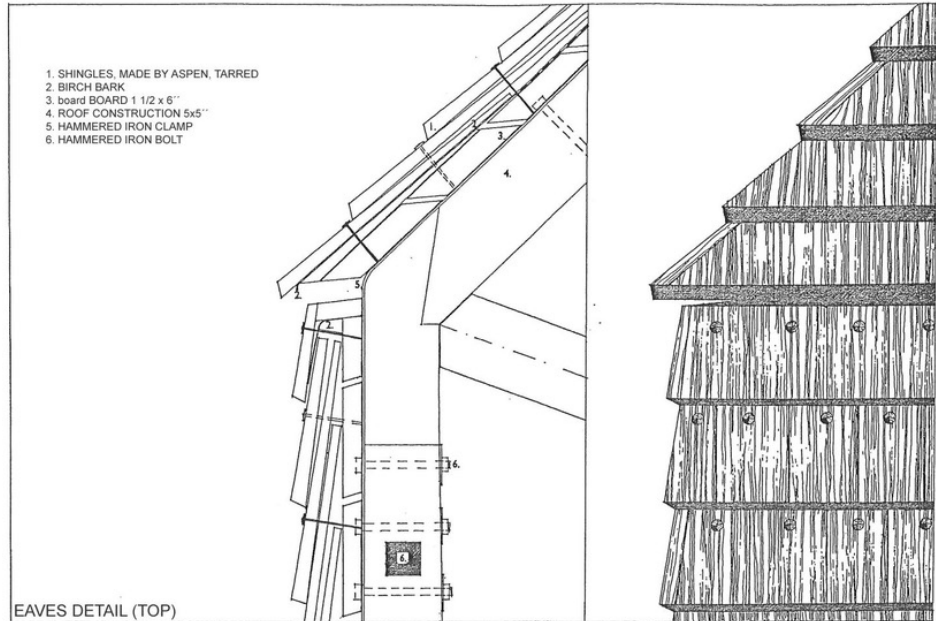 1. SHINGLES, MADE BY ASPEN, TARRED
2. BIRCH BARK
3. board BOARD 1 1/2 x 6´´
4. ROOF CONSTRUCTION 5x5´´
5. HAMMERED IRON CLAMP
6. HAMMERED IRON BOLT
1.
2.
3.
4.
5.
2.
2.
6.
6.
EAVES DETAIL (TOP)